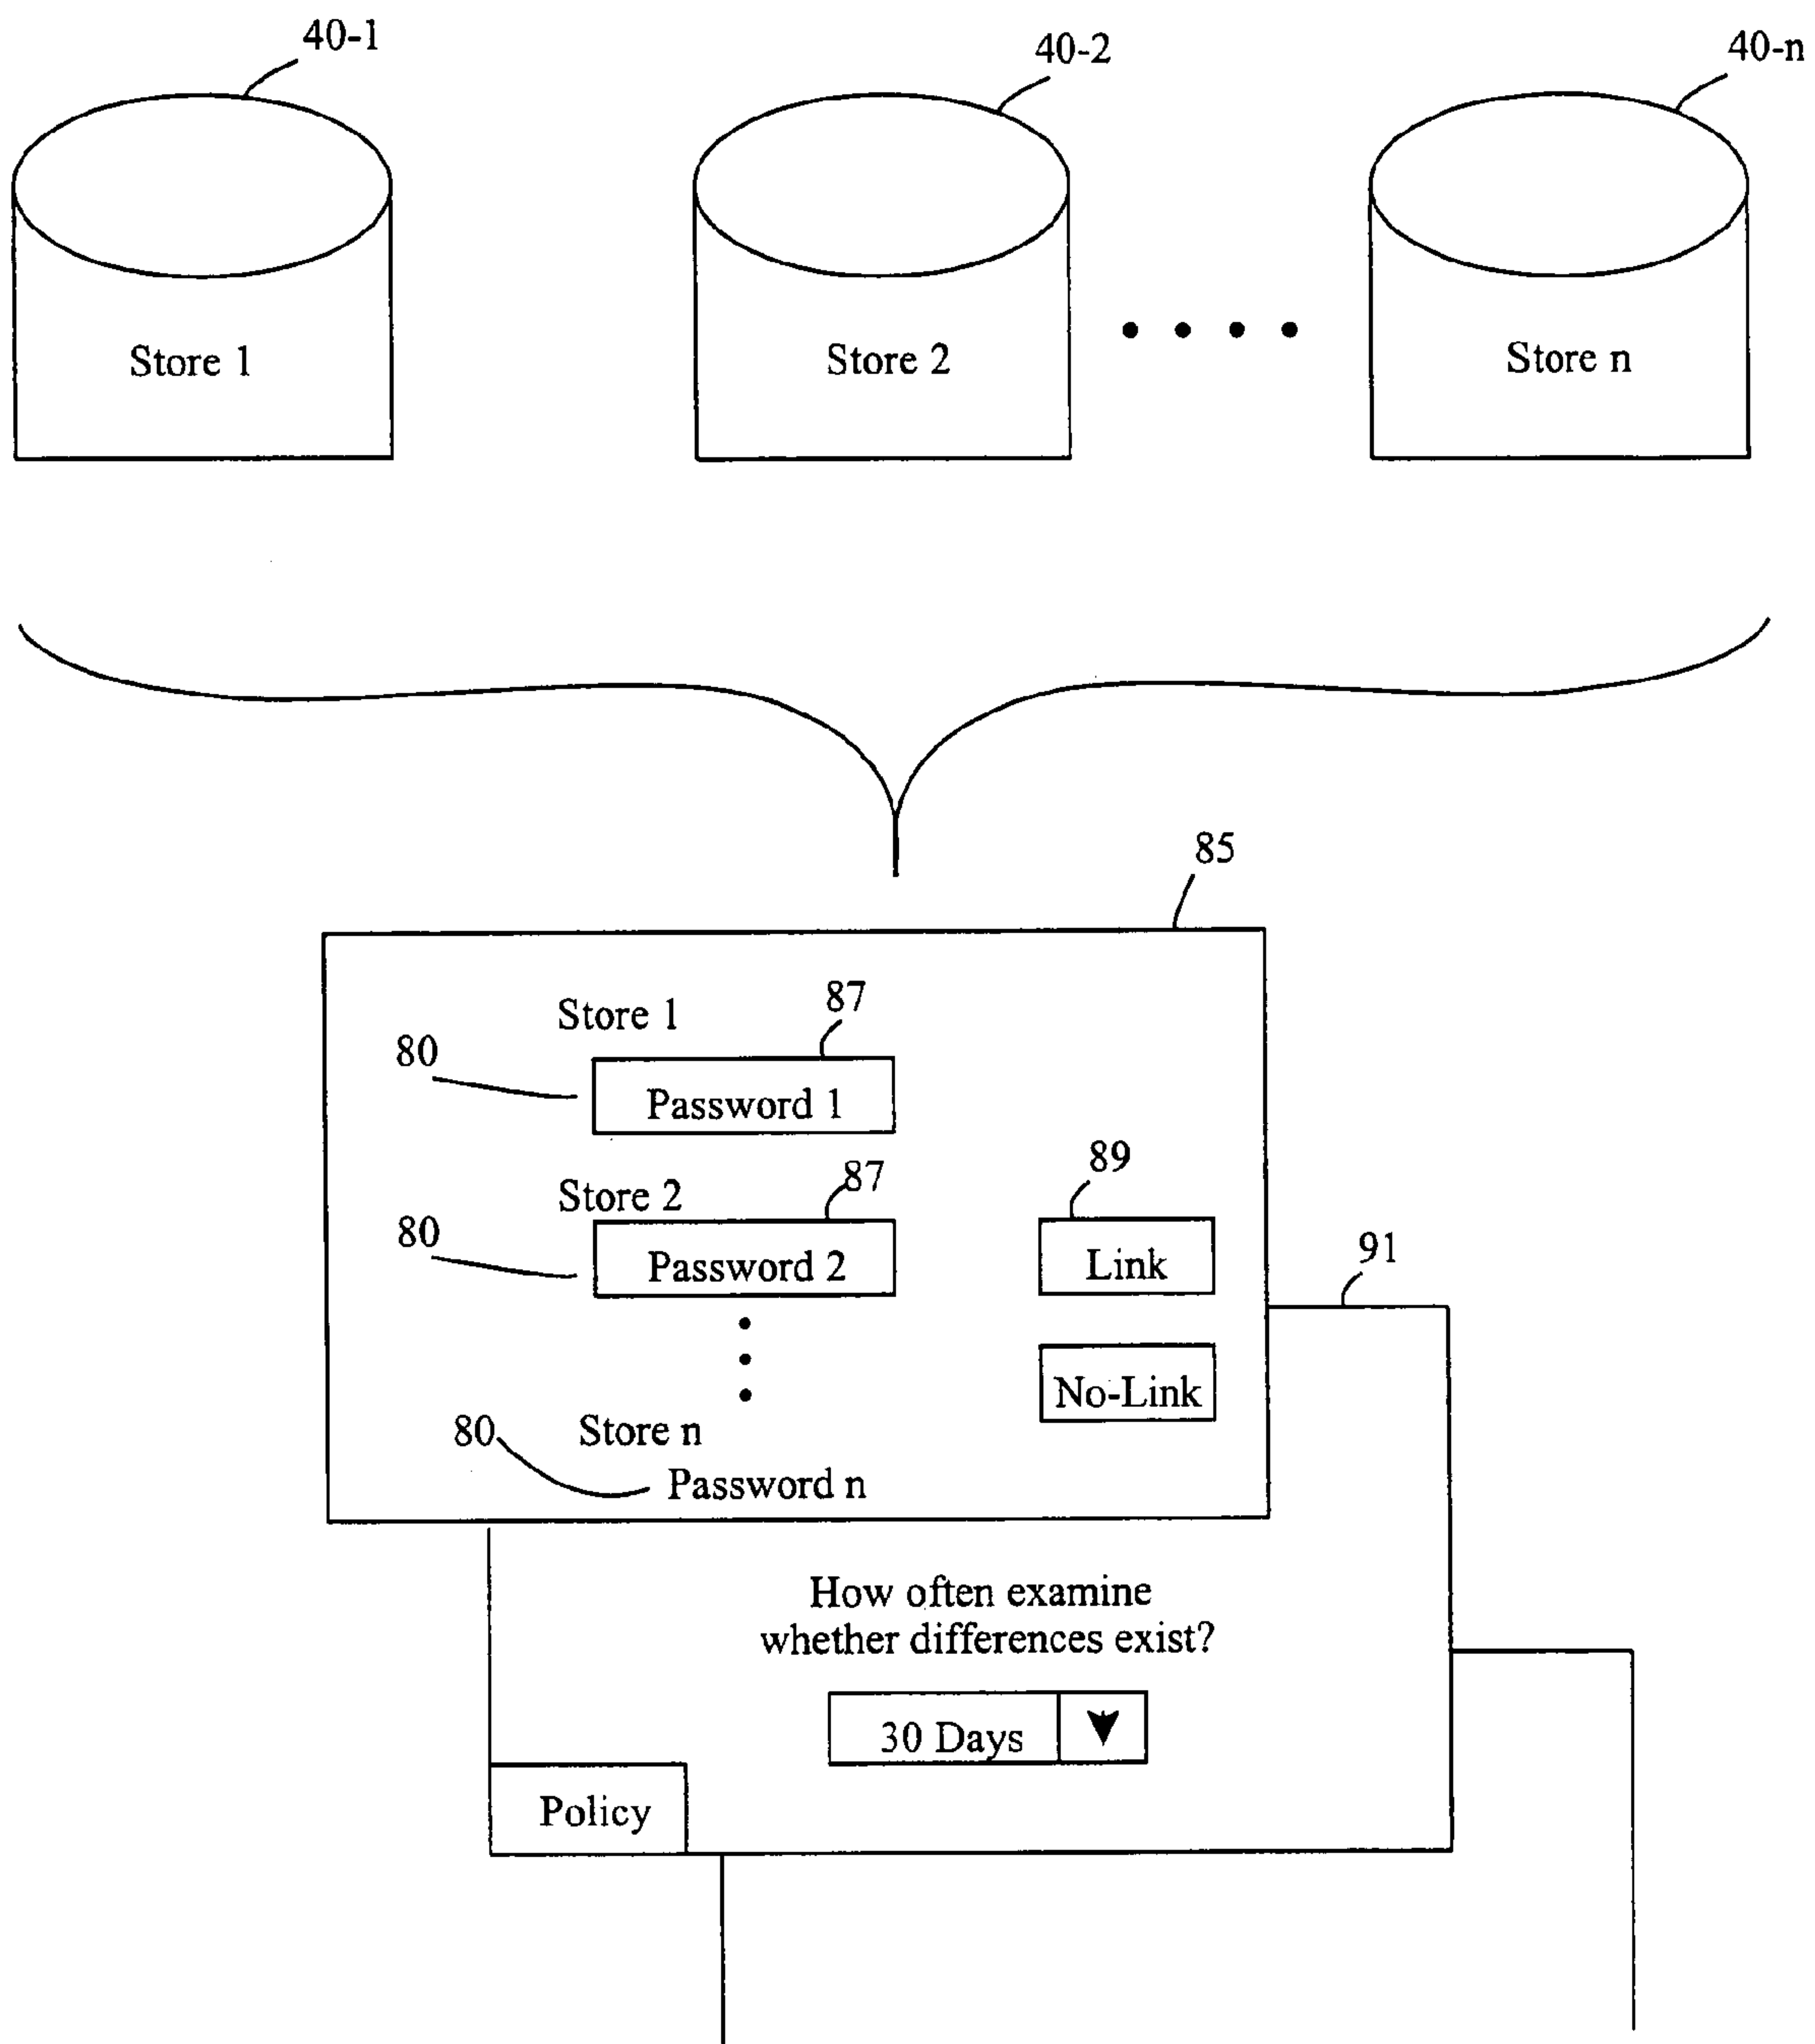 40-1
40-2
40-n
Store 1
Store 2
Store n
85
Store 1
87
80
Password 1
Store 2
87
80
Password 2
89
Link
91
No-Link
Store n
80
Password n
How often examine
whether differences exist?
30 Days
Policy